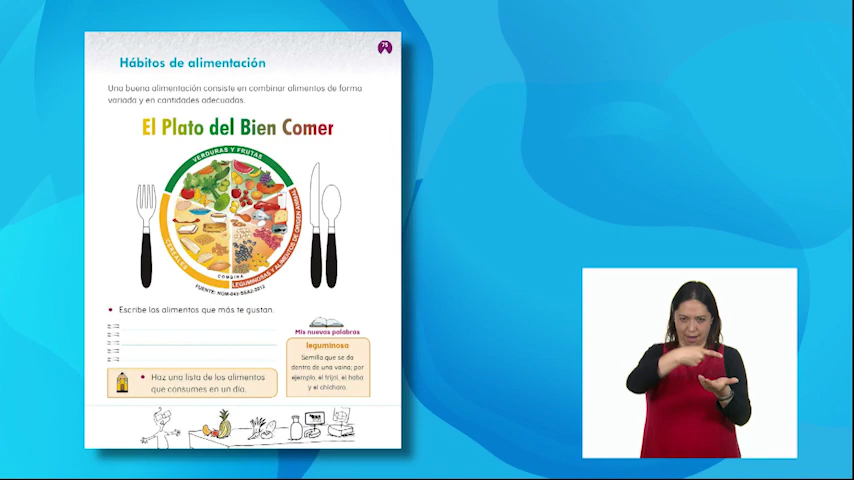 75
Hábitos de alimentación
Una buena alimentación consiste en combinar alimentos de forma
variada y en cantidades adecuadas.
El Plato del Bien Comer
VERDURAS Y FRUTAS
CEREALES
COMBINA
LEGUMINOSAS Y ALIMENTOS DE ORIGEN ANIMAL
FUENTE: NOM-043-SSA2-2012
Escribe los alimentos que más te gustan.
Mis nuevas palabras
leguminosa
Semilla que se da
dentro de una vaina; por
ejemplo, el frijol, el haba
y el chícharo.
Haz una lista de los alimentos
que consumes en un día.